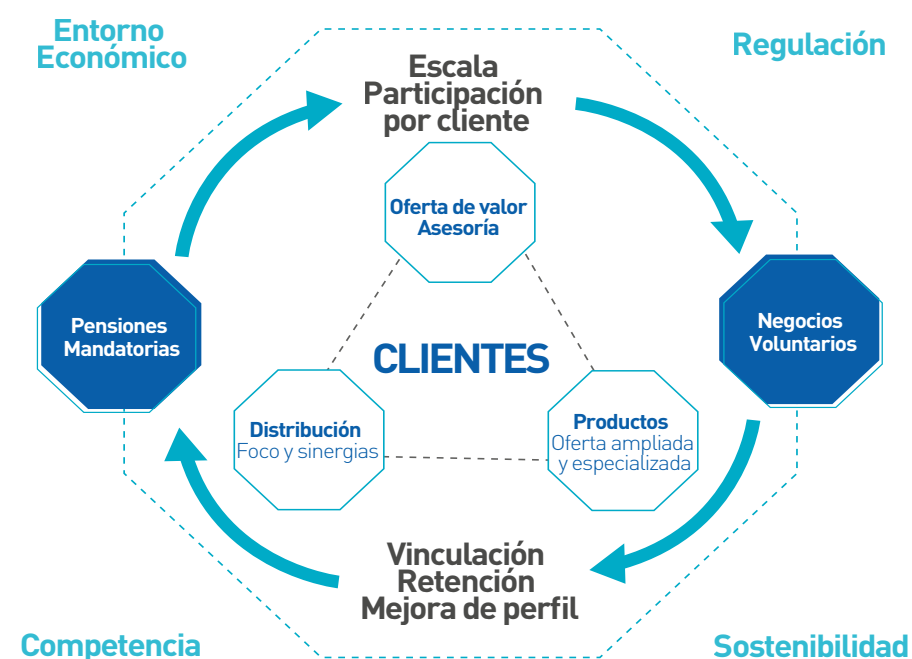 Entorno
Económico
Regulación
Escala
Participación
por cliente
Oferta de valor
Asesoría
Pensiones
Mandatorias
Negocios
Voluntarios
CLIENTES
Distribución
Foco y sinergias
Productos
Oferta ampliada
y especializada
Vinculación
Retención
Mejora de perfil
Competencia
Sostenibilidad